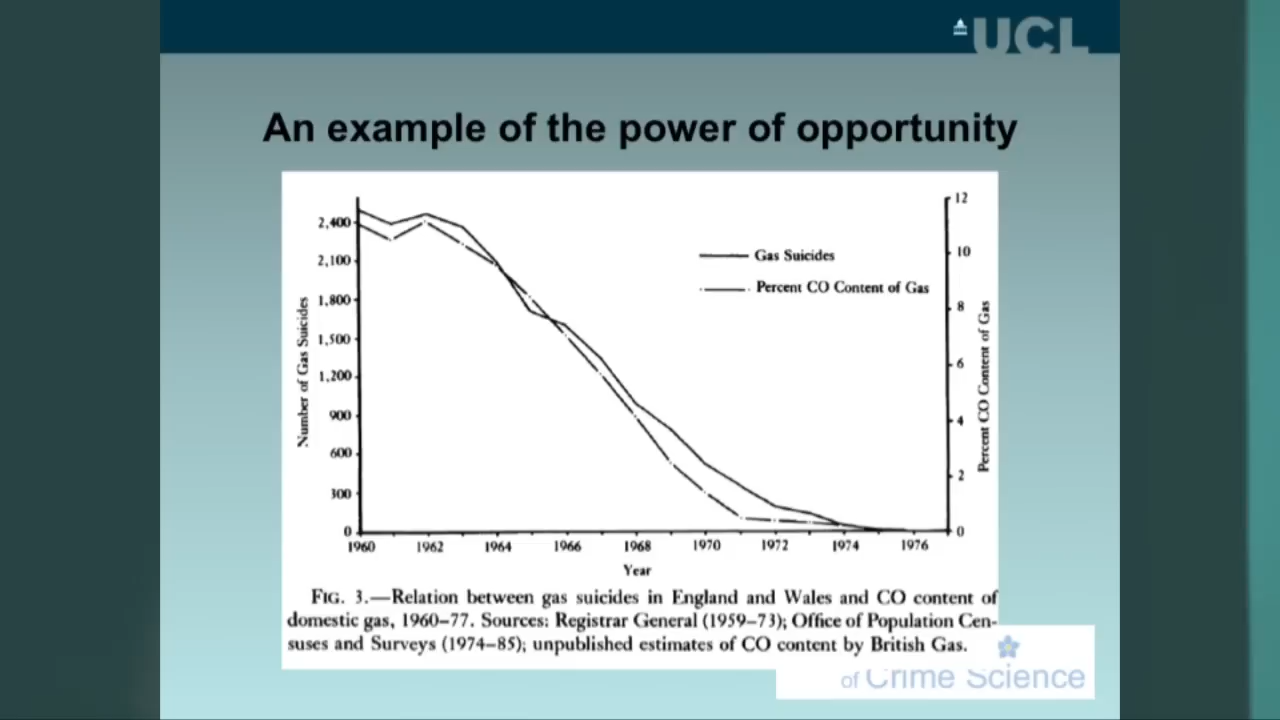 UCL
An example of the power of opportunity
2,400
2,100
1,800
1,500
1,200
900
600
300
0
Number of Gas Suicides
Gas Suicides
Percent CO Content of Gas
12
10
8
6
4
2
0
Percent CO Content of Gas
1960 1962 1964 1966 1968 1970 1972 1974 1976
Year
FIG. 3.—Relation between gas suicides in England and Wales and CO content of
domestic gas, 1960–77. Sources: Registrar General (1959–73); Office of Population Cen-
suses and Surveys (1974–85); unpublished estimates of CO content by British Gas.
of Crime Science